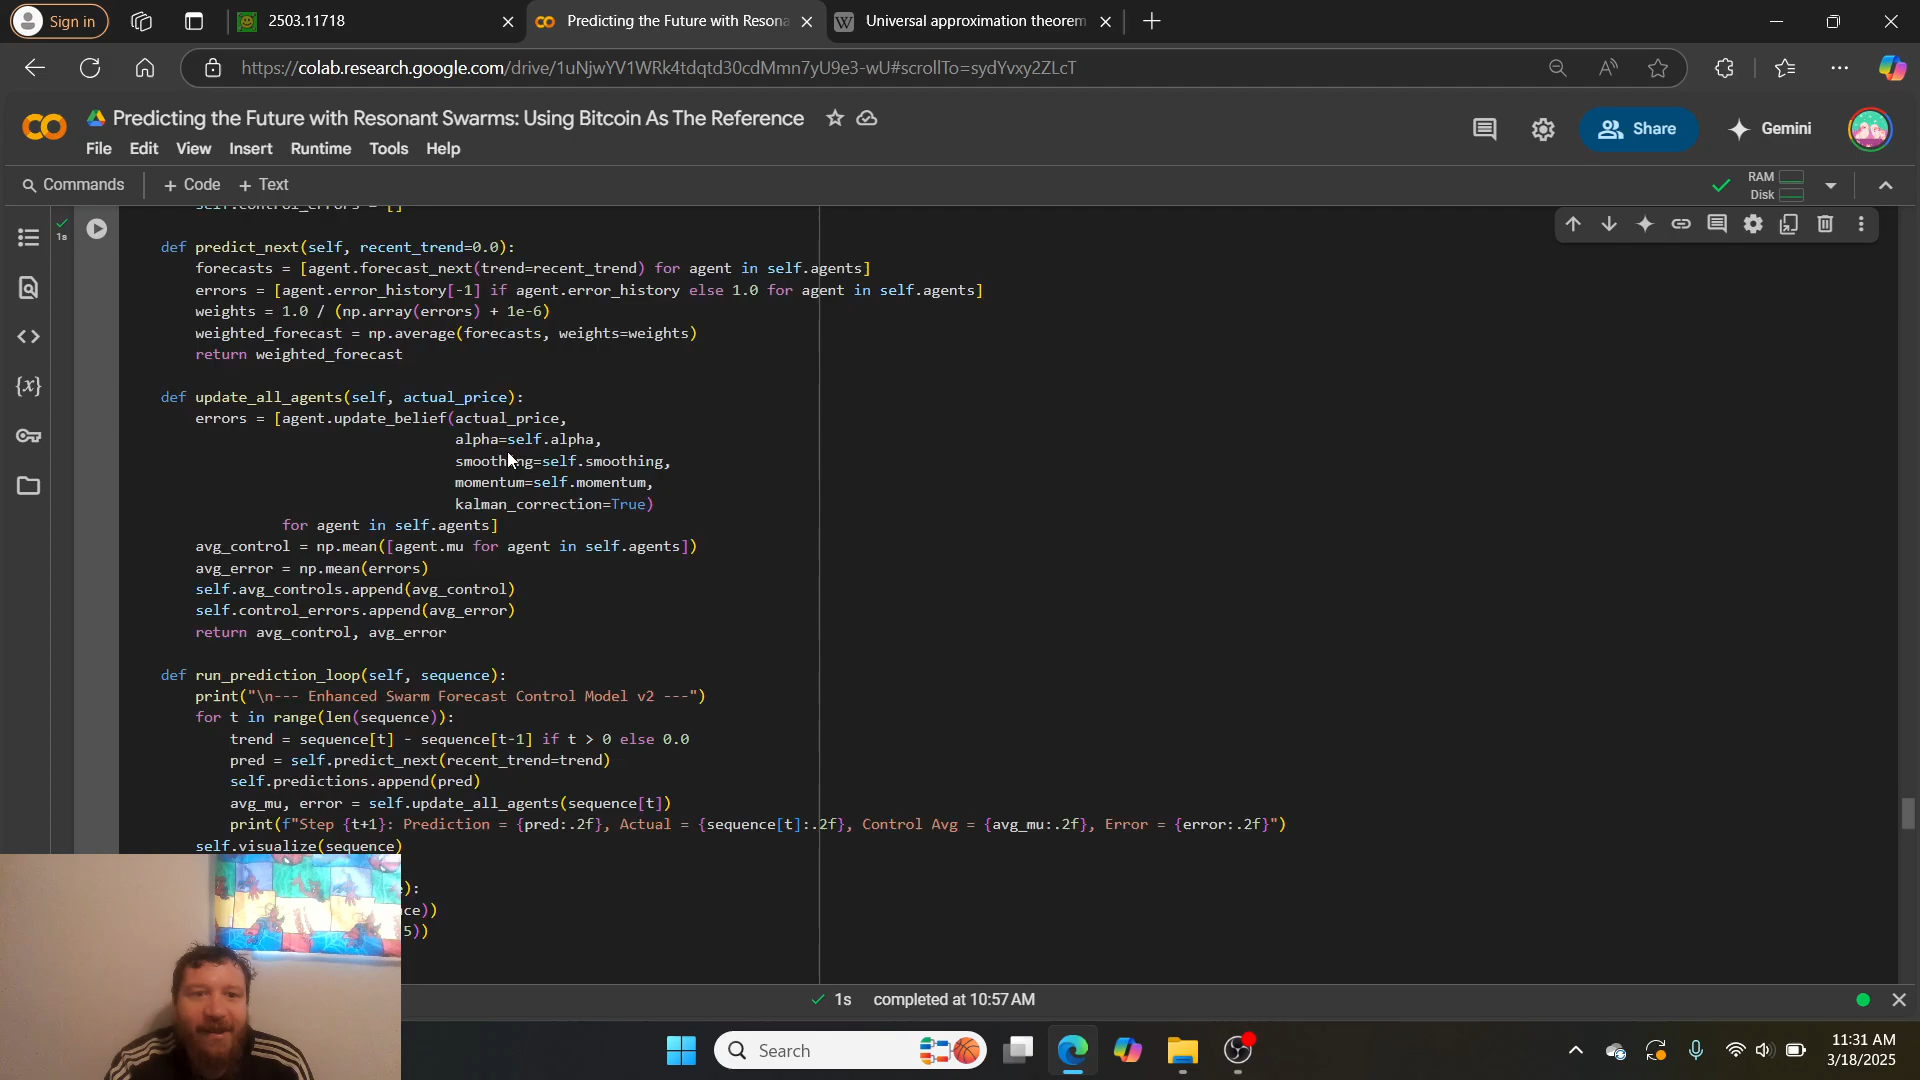 Sign in
2503.11718
Predicting the Future with Resona
Universal approximation theorem
https://colab.research.google.com/drive/1uNjwYV1WRk4tdqtd30cdMmn7yU9e3-wU#scrollTo=sydYvxy2ZLcT
Predicting the Future with Resonant Swarms: Using Bitcoin As The Reference
File Edit View Insert Runtime Tools Help
Share
Gemini
Commands + Code + Text
RAM
Disk
1s
def predict_next(self, recent_trend=0.0):
forecasts = [agent.forecast_next(trend=recent_trend) for agent in self.agents]
errors = [agent.error_history[-1] if agent.error_history else 1.0 for agent in self.agents]
weights = 1.0 / (np.array(errors) + 1e-6)
weighted_forecast = np.average(forecasts, weights=weights)
return weighted_forecast
def update_all_agents(self, actual_price):
errors = [agent.update_belief(actual_price,
alpha=self.alpha,
smoothing=self.smoothing,
momentum=self.momentum,
kalman_correction=True)
for agent in self.agents]
avg_control = np.mean([agent.mu for agent in self.agents])
avg_error = np.mean(errors)
self.avg_controls.append(avg_control)
self.control_errors.append(avg_error)
return avg_control, avg_error
def run_prediction_loop(self, sequence):
print("\n--- Enhanced Swarm Forecast Control Model v2 ---")
for t in range(len(sequence)):
trend = sequence[t] - sequence[t-1] if t > 0 else 0.0
pred = self.predict_next(recent_trend=trend)
self.predictions.append(pred)
avg_mu, error = self.update_all_agents(sequence[t])
print(f"Step {t+1}: Prediction = {pred:.2f}, Actual = {sequence[t]:.2f}, Control Avg = {avg_mu:.2f}, Error = {error:.2f}")
self.visualize(sequence)
):
ce))
5))
1s completed at 10:57 AM
Search
11:31 AM
3/18/2025